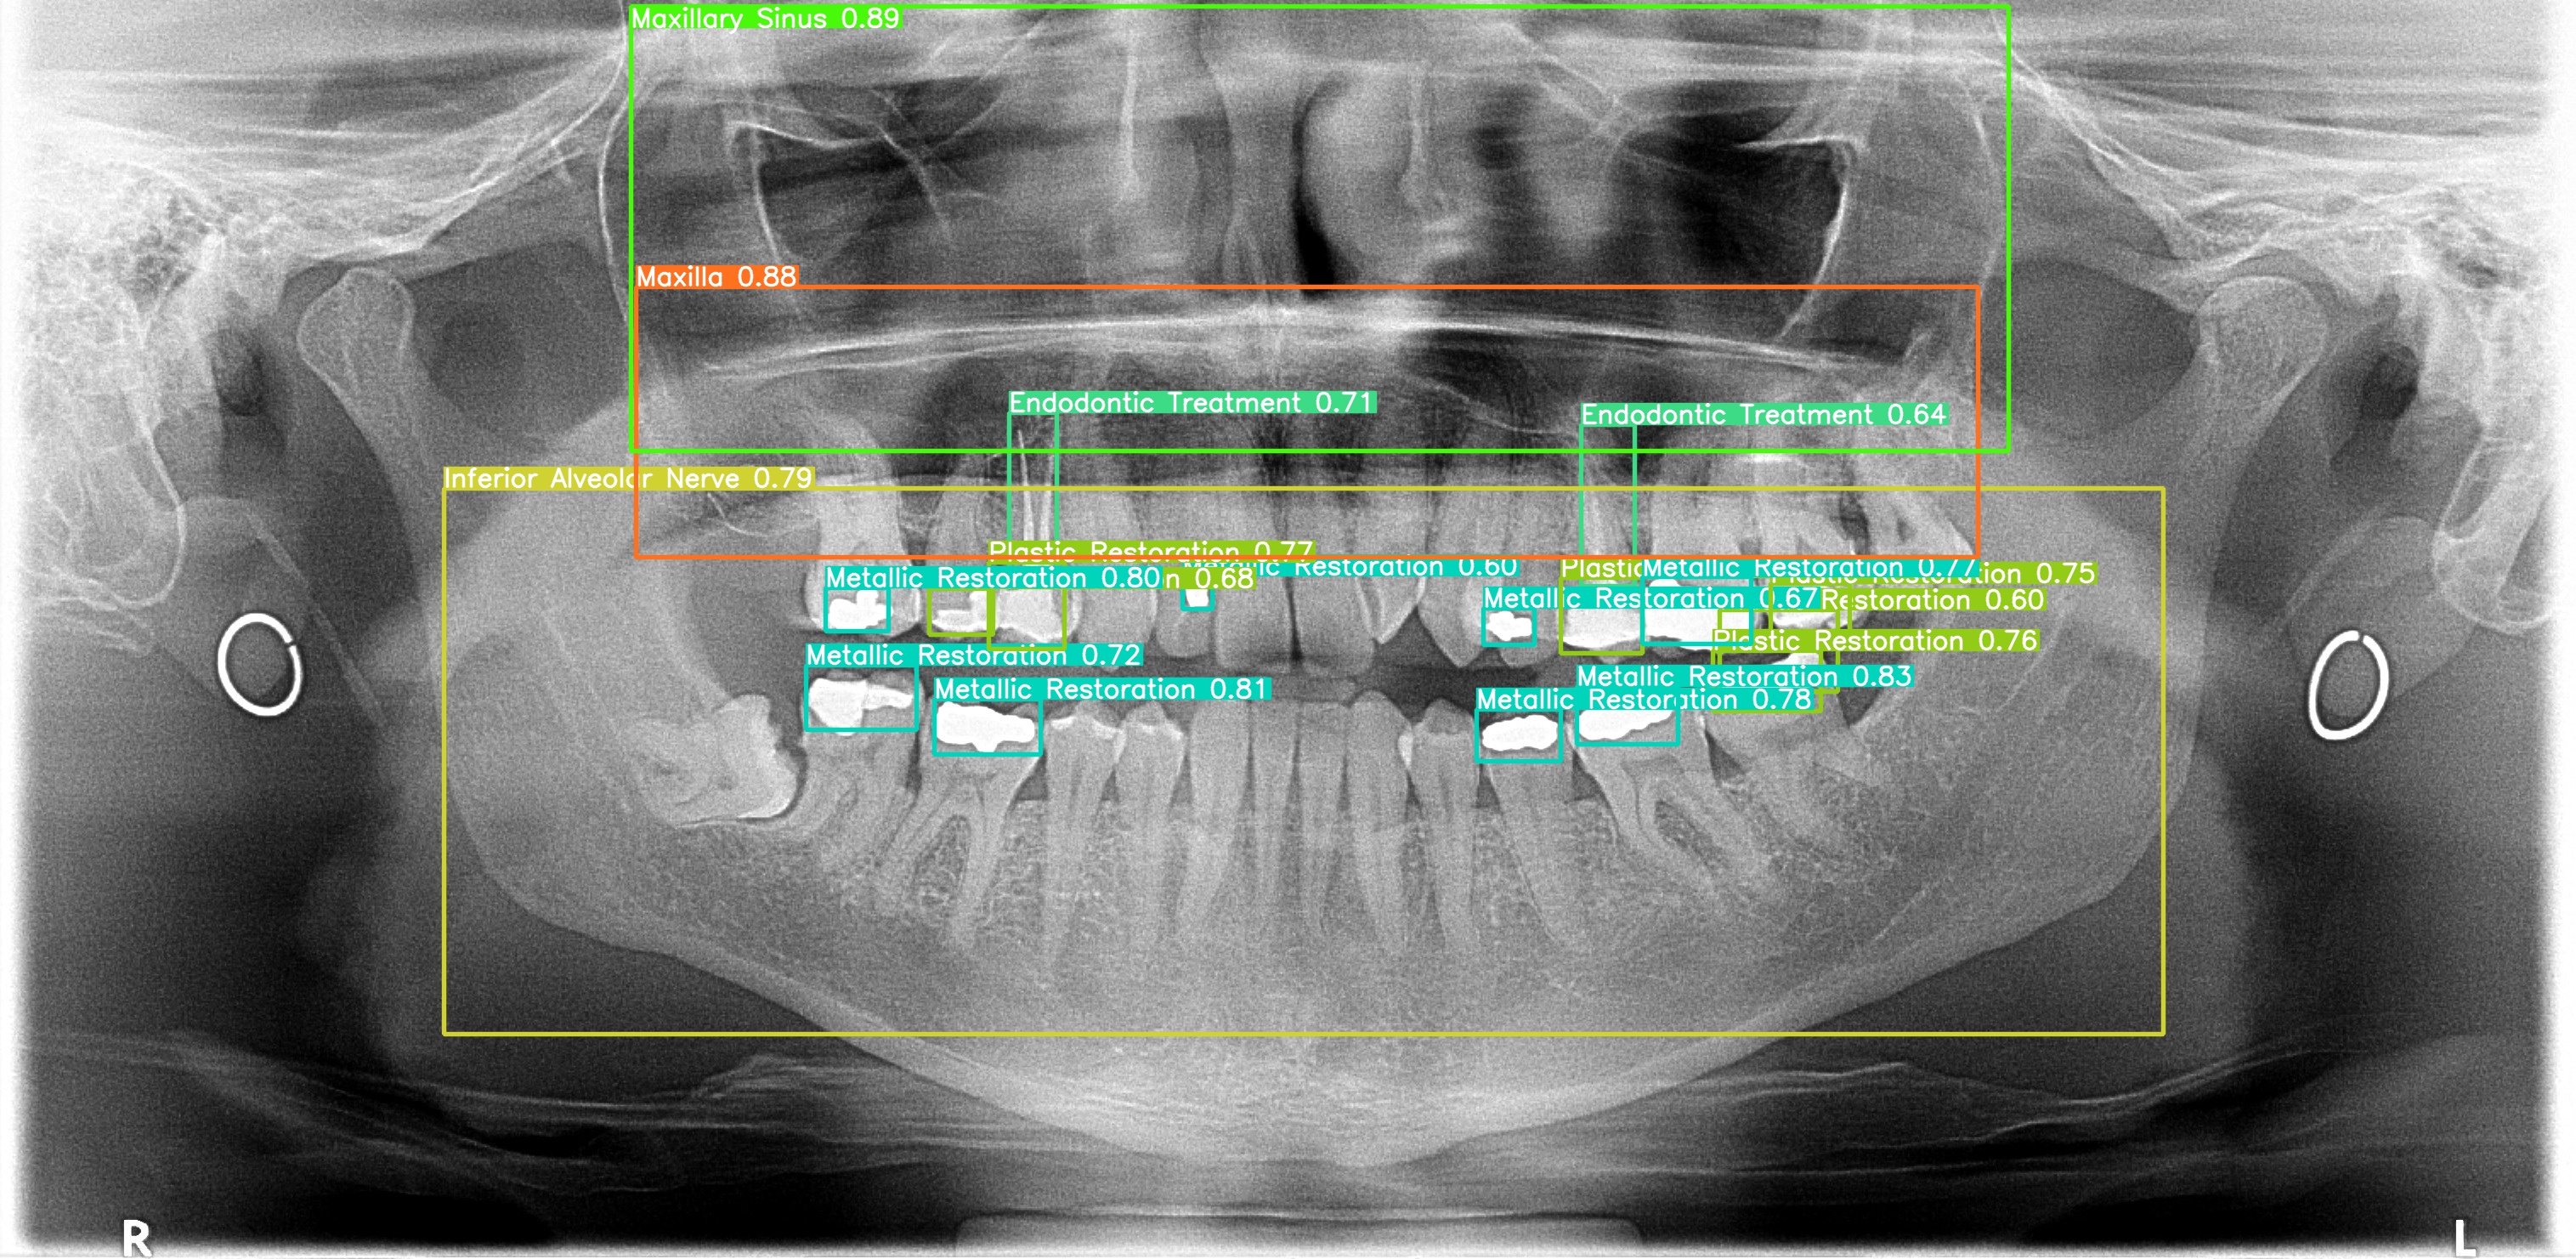 Maxillary Sinus 0.89
Maxilla 0.88
Endodontic Treatment 0.71
Endodontic Treatment 0.64
Inferior Alveolar Nerve 0.79
Plastic Restoration 0.77
Metallic Restoration 0.80
n 0.68
Restoration 0.60
Plastic
Metallic Restoration 0.77
Restoration 0.75
Metallic Restoration 0.67
Restoration 0.60
Plastic Restoration 0.76
Metallic Restoration 0.72
Metallic Restoration 0.83
Metallic Restoration 0.81
Metallic Restoration 0.78
R
L